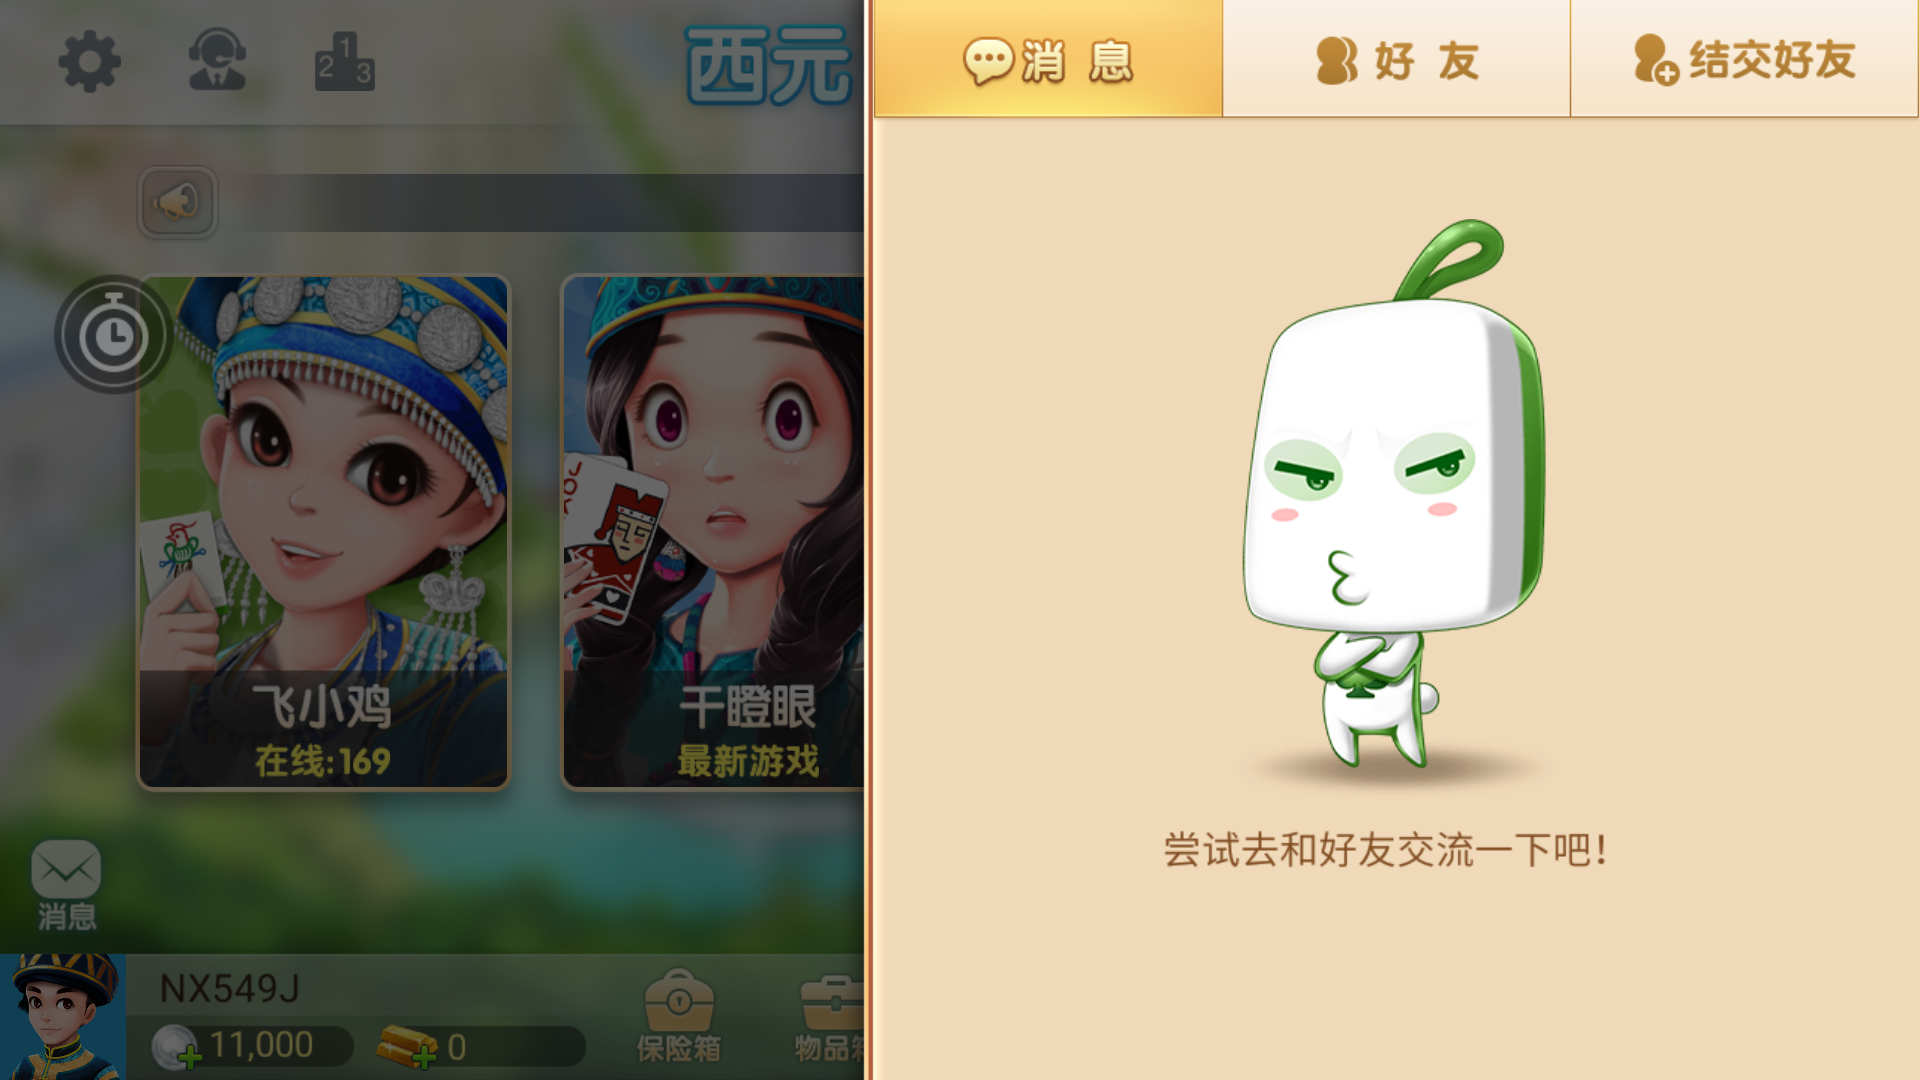 1
2 3
西元
消 息
好 友
结交好友
飞小鸡
在线:169
干瞪眼
最新游戏
尝试去和好友交流一下吧!
消息
NX549J
11,000
0
保险箱
物品箱